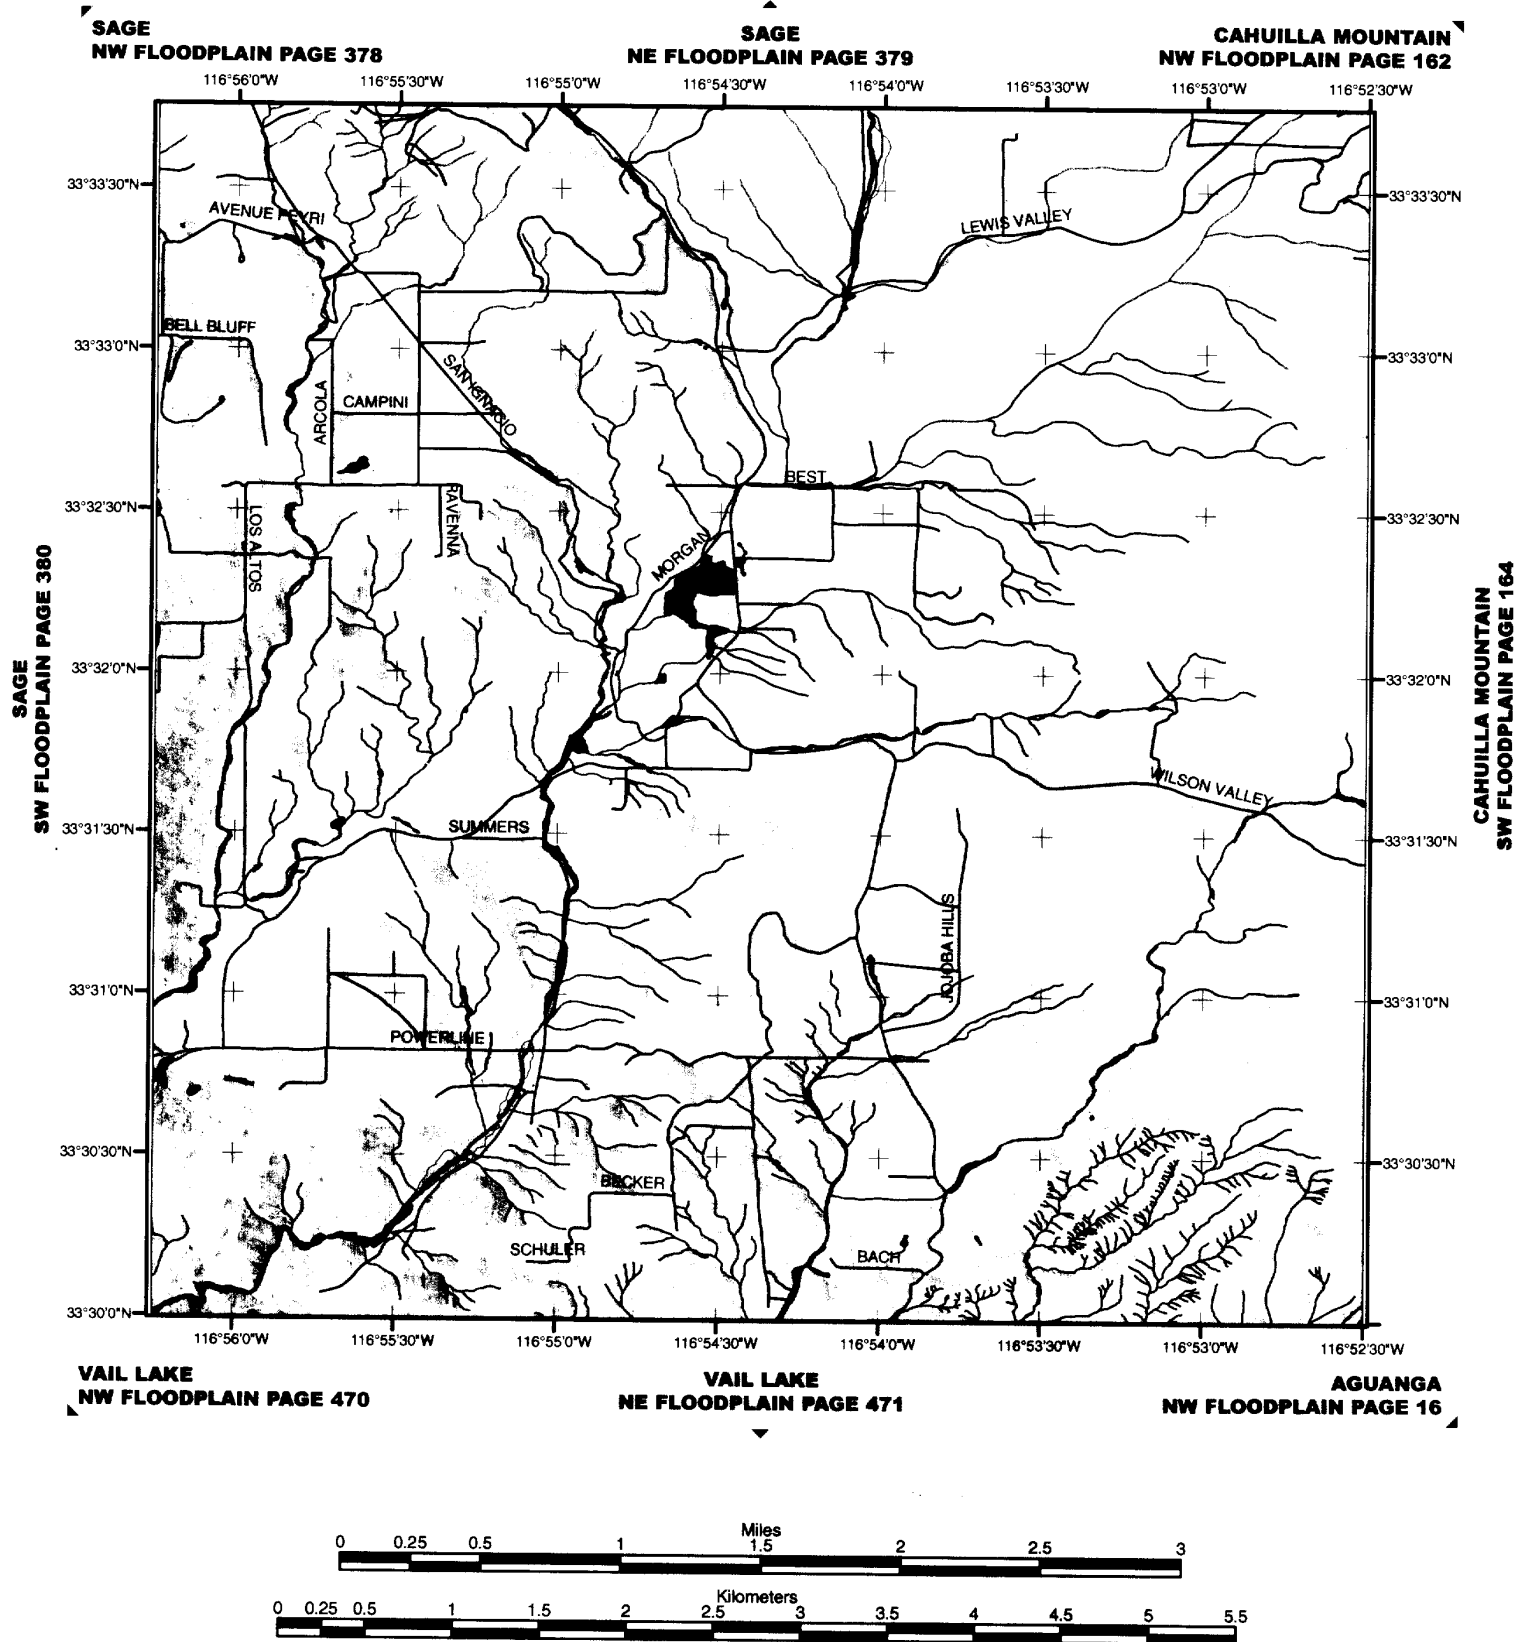 SAGE
NW FLOODPLAIN PAGE 378
SAGE
NE FLOODPLAIN PAGE 379
CAHUILLA MOUNTAIN
NW FLOODPLAIN PAGE 162
116°56'0"W 116°55'30"W 116°55'0"W 116°54'30"W 116°54'0"W 116°53'30"W 116°53'0"W 116°52'30"W
33°33'30"N
33°33'30"N
AVENUE PEYRI
LEWIS VALLEY
BELL BLUFF
33°33'0"N
33°33'0"N
SAN IGNACIO
ARCOLA
CAMPINI
BEST
33°32'30"N
33°32'30"N
LOS ALTOS
RAVENNA
MORGAN
SAGE
SW FLOODPLAIN PAGE 380
CAHUILLA MOUNTAIN
SW FLOODPLAIN PAGE 164
33°32'0"N
33°32'0"N
WILSON VALLEY
33°31'30"N
SUMMERS
33°31'30"N
JOJOBA HILLS
33°31'0"N
33°31'0"N
POWERLINE
33°30'30"N
33°30'30"N
BECKER
SCHULER
BACH
33°30'0"N
116°56'0"W 116°55'30"W 116°55'0"W 116°54'30"W 116°54'0"W 116°53'30"W 116°53'0"W 116°52'30"W
VAIL LAKE
NW FLOODPLAIN PAGE 470
VAIL LAKE
NE FLOODPLAIN PAGE 471
AGUANGA
NW FLOODPLAIN PAGE 16
Miles
0 0.25 0.5 1 1.5 2 2.5 3
Kilometers
0 0.25 0.5 1 1.5 2 2.5 3 3.5 4 4.5 5 5.5